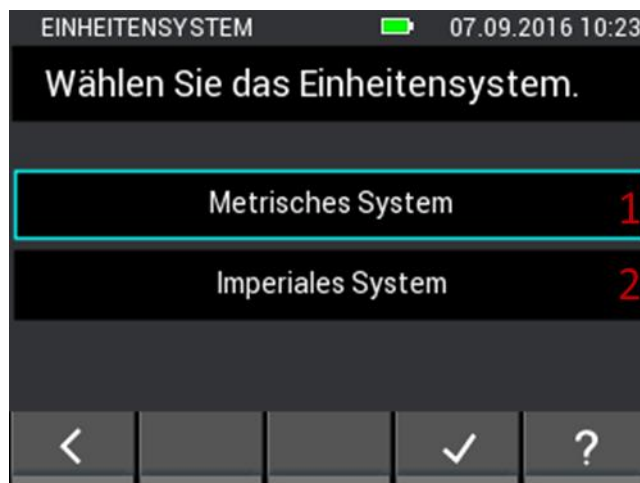 EINHEITENSYSTEM 07.09.2016 10:23
Wählen Sie das Einheitensystem.
Metrisches System 1
Imperiales System 2
?